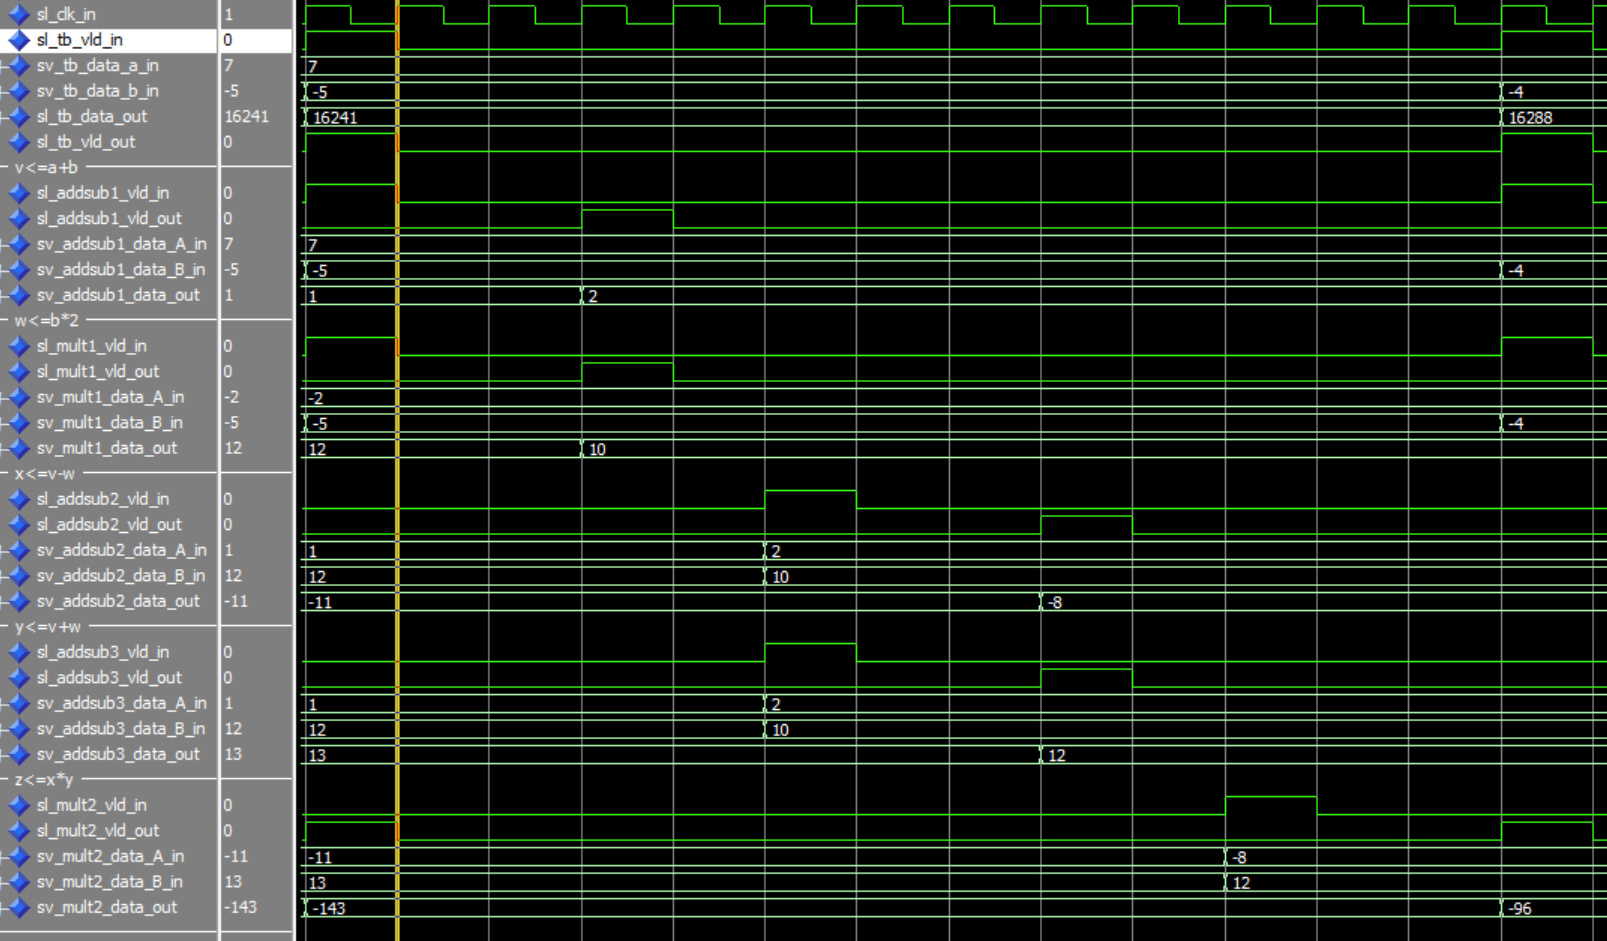 sl_clk_in 1
sl_tb_vld_in 0
sv_tb_data_a_in 7 7
sv_tb_data_b_in -5 -5 -4
sl_tb_data_out 16241 16241 16288
sl_tb_vld_out 0
v<=a+b
sl_addsub1_vld_in 0
sl_addsub1_vld_out 0
sv_addsub1_data_A_in 7 7
sv_addsub1_data_B_in -5 -5 -4
sv_addsub1_data_out 1 1 2
w<=b*2
sl_mult1_vld_in 0
sl_mult1_vld_out 0
sv_mult1_data_A_in -2 -2
sv_mult1_data_B_in -5 -5 -4
sv_mult1_data_out 12 12 10
x<=v-w
sl_addsub2_vld_in 0
sl_addsub2_vld_out 0
sv_addsub2_data_A_in 1 1 2
sv_addsub2_data_B_in 12 12 10
sv_addsub2_data_out -11 -11 -8
y<=v+w
sl_addsub3_vld_in 0
sl_addsub3_vld_out 0
sv_addsub3_data_A_in 1 1 2
sv_addsub3_data_B_in 12 12 10
sv_addsub3_data_out 13 13 12
z<=x*y
sl_mult2_vld_in 0
sl_mult2_vld_out 0
sv_mult2_data_A_in -11 -11 -8
sv_mult2_data_B_in 13 13 12
sv_mult2_data_out -143 -143 -96